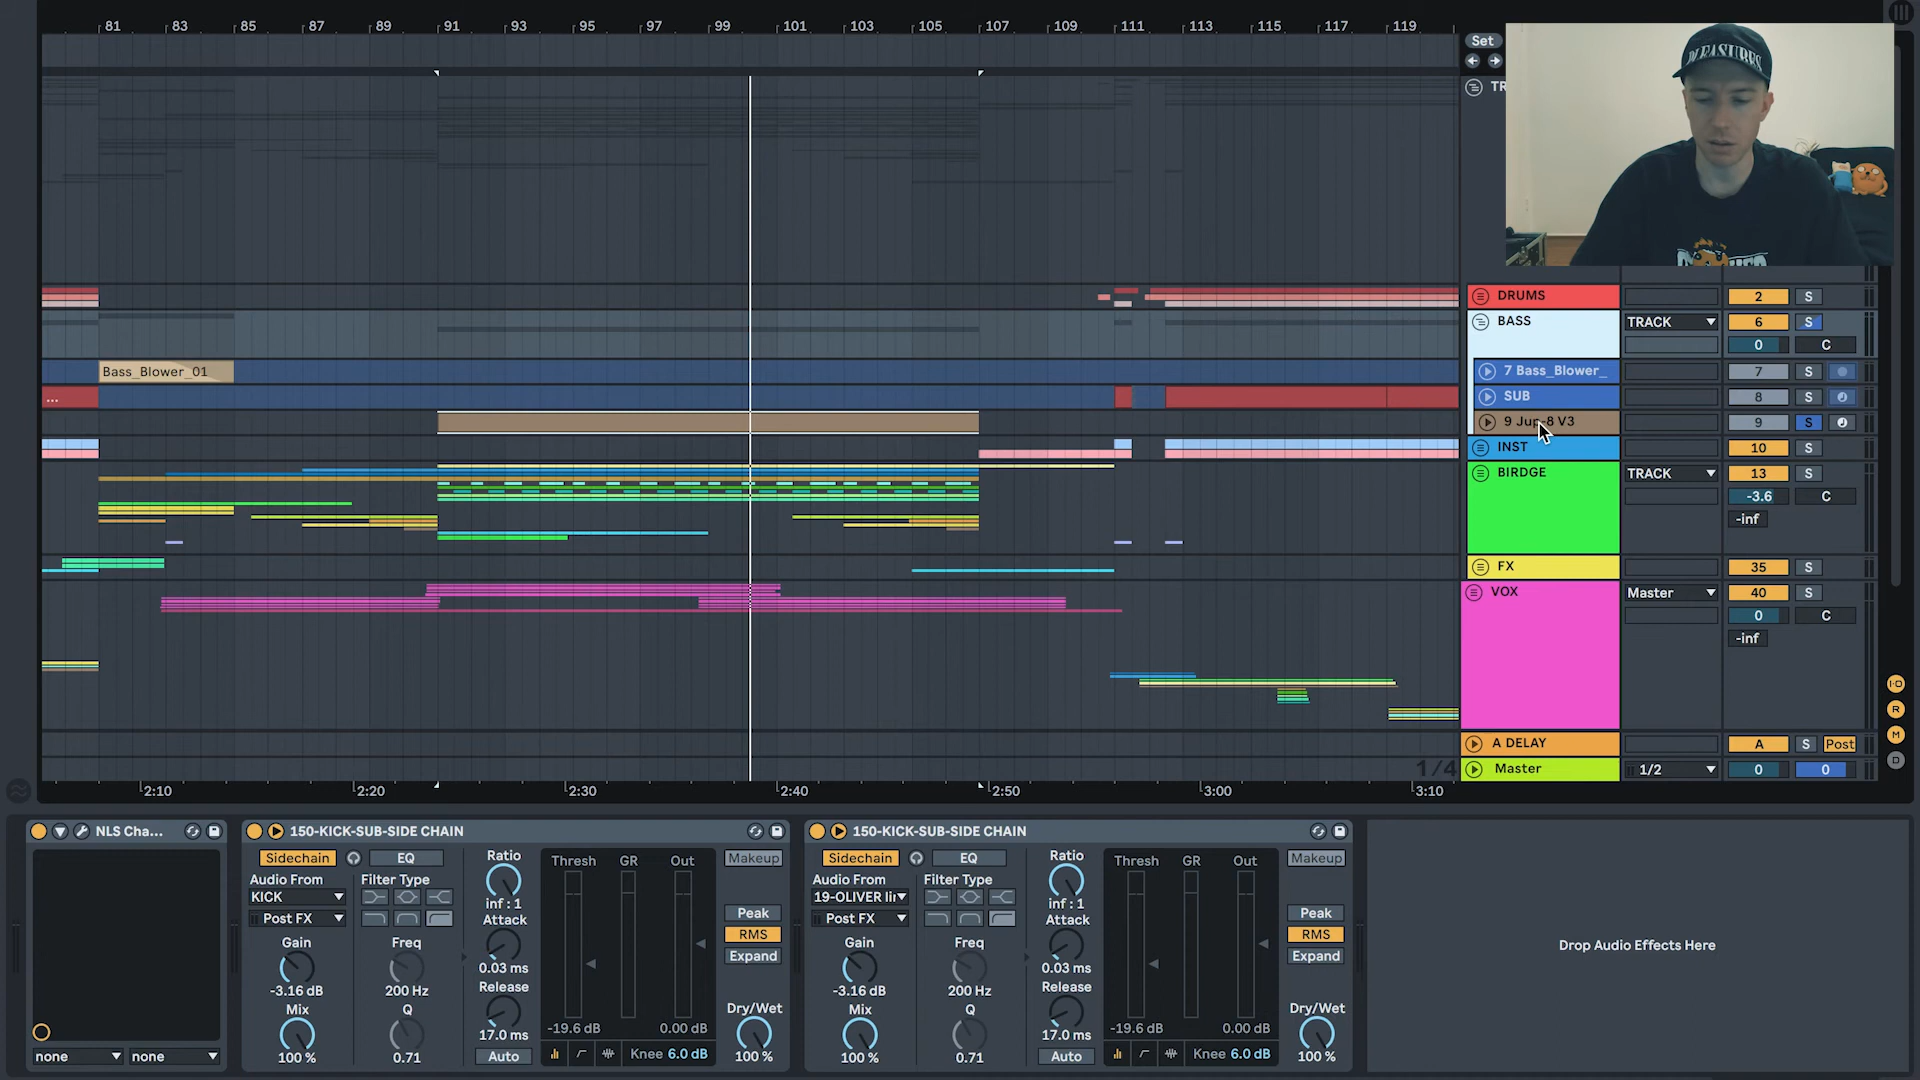 81 83 85 87 89 91 93 95 97 99 101 103 105 107 109 111 113 115 117 119
Set
PLEASURES
TR
DRUMS 2 S
BASS TRACK 6 S
0 C
Bass_Blower_01 7 Bass_Blower_ 7 S
... SUB 8 S
9 Jup-8 V3 9 S
INST 10 S
BIRDGE TRACK 13 S
-3.6 C
-inf
FX 35 S
VOX Master 40 S
0 C
-inf
A DELAY A S Post
1/4 Master 1/2 0 0
2:10 2:20 2:30 2:40 2:50 3:00 3:10
I·O
R
M
D
NLS Cha...
none none
150-KICK-SUB-SIDE CHAIN
Sidechain EQ
Audio From Filter Type
KICK
Post FX
Gain Freq
-3.16 dB 200 Hz
Mix Q
100 % 0.71
Ratio
inf : 1
Attack
0.03 ms
Release
17.0 ms
Auto
Thresh GR Out
-19.6 dB 0.00 dB
Knee 6.0 dB
Makeup
Peak
RMS
Expand
Dry/Wet
100 %
150-KICK-SUB-SIDE CHAIN
Sidechain EQ
Audio From Filter Type
19-OLIVER lir
Post FX
Gain Freq
-3.16 dB 200 Hz
Mix Q
100 % 0.71
Ratio
inf : 1
Attack
0.03 ms
Release
17.0 ms
Auto
Thresh GR Out
-19.6 dB 0.00 dB
Knee 6.0 dB
Makeup
Peak
RMS
Expand
Dry/Wet
100 %
Drop Audio Effects Here